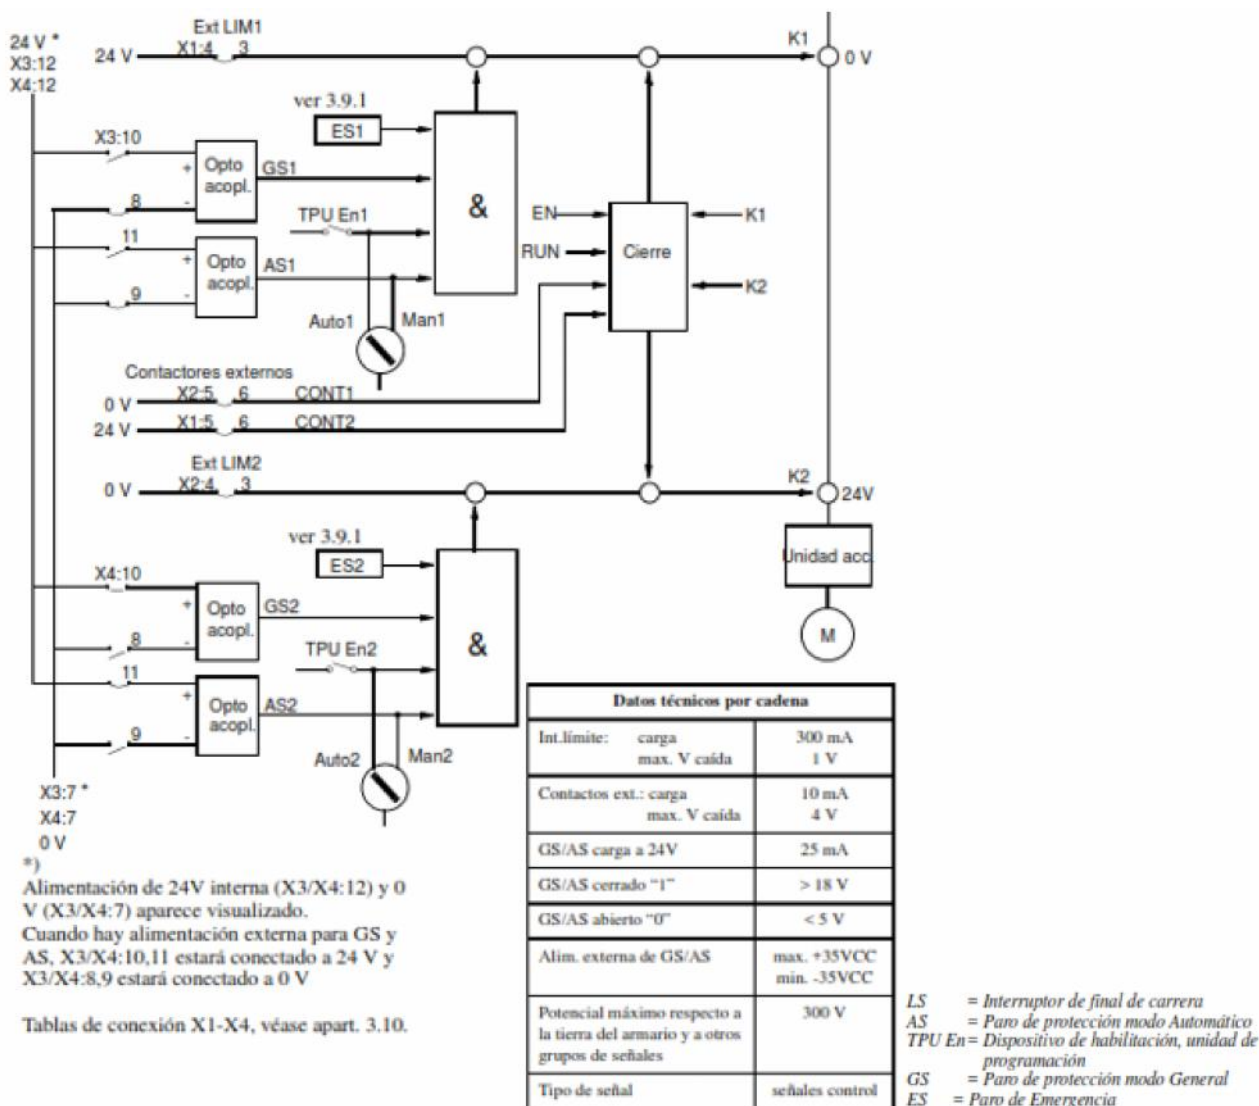 Ext LIM1
24 V *
X3:12
X4:12
24 V X1:4 3
K1
0 V
ver 3.9.1
ES1
X3:10
+
Opto
acopl.
GS1
8
-
&
TPU En1
EN
K1
RUN
Cierre
11
+
Opto
acopl.
AS1
9
-
K2
Auto1
Man1
Contactores externos
0 V X2:5 6 CONT1
24 V X1:5 6 CONT2
Ext LIM2
0 V X2:4 3
K2
24V
ver 3.9.1
ES2
Unidad acc.
X4:10
+
Opto
acopl.
GS2
8
-
&
M
TPU En2
11
+
Opto
acopl.
AS2
9
-
Auto2
Man2
X3:7 *
X4:7
0 V
*)
Alimentación de 24V interna (X3/X4:12) y 0
V (X3/X4:7) aparece visualizado.
Cuando hay alimentación externa para GS y
AS, X3/X4:10,11 estará conectado a 24 V y
X3/X4:8,9 estará conectado a 0 V
Tablas de conexión X1-X4, véase apart. 3.10.
Datos técnicos por cadena
Int.límite: carga 300 mA
max. V caída 1 V
Contactos ext.: carga 10 mA
max. V caída 4 V
GS/AS carga a 24V 25 mA
GS/AS cerrado “1” > 18 V
GS/AS abierto “0” < 5 V
Alim. externa de GS/AS max. +35VCC
min. -35VCC
Potencial máximo respecto a 300 V
la tierra del armario y a otros
grupos de señales
Tipo de señal señales control
LS = Interruptor de final de carrera
AS = Paro de protección modo Automático
TPU En = Dispositivo de habilitación, unidad de
programación
GS = Paro de protección modo General
ES = Paro de Emergencia